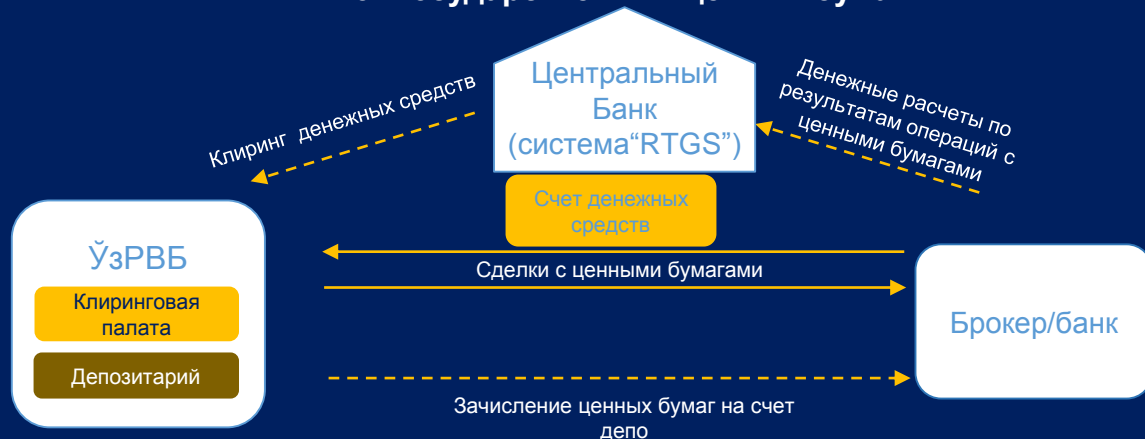 Центральный
Банк
(система“RTGS”)
Клиринг денежных средств
Денежные расчеты по
результатам операций с
ценными бумагами
Счет денежных
средств
ЎзРВБ
Клиринговая
палата
Депозитарий
Сделки с ценными бумагами
Брокер/банк
Зачисление ценных бумаг на счет
депо